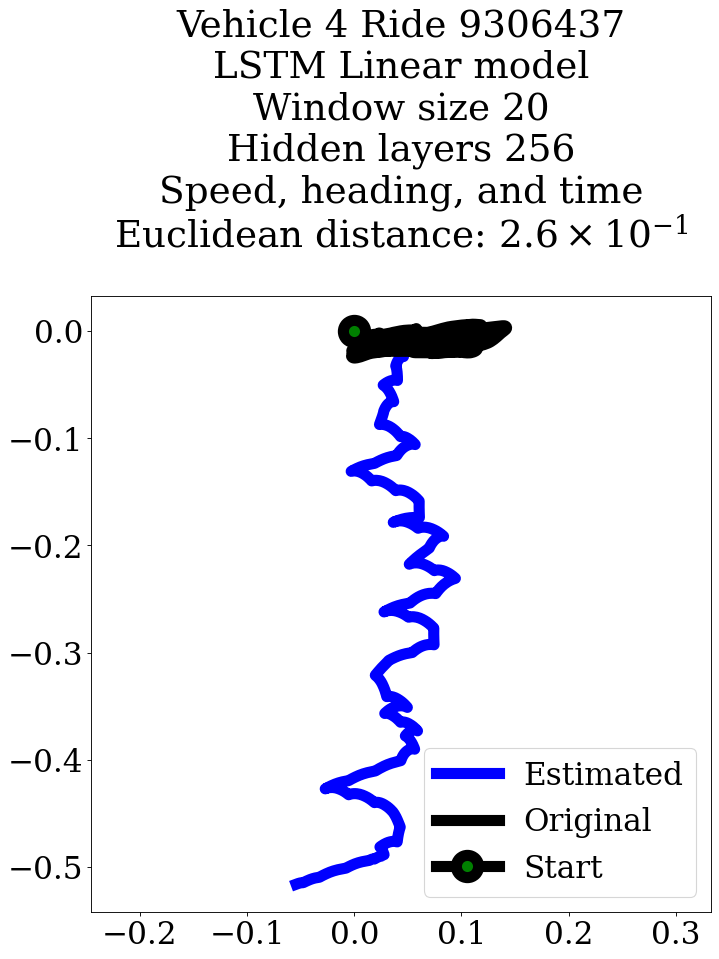 Vehicle 4 Ride 9306437
LSTM Linear model
Window size 20
Hidden layers 256
Speed, heading, and time
Euclidean distance: 2.6 × 10⁻¹
0.0
−0.1
−0.2
−0.3
−0.4
−0.5
Estimated
Original
Start
−0.2 −0.1 0.0 0.1 0.2 0.3